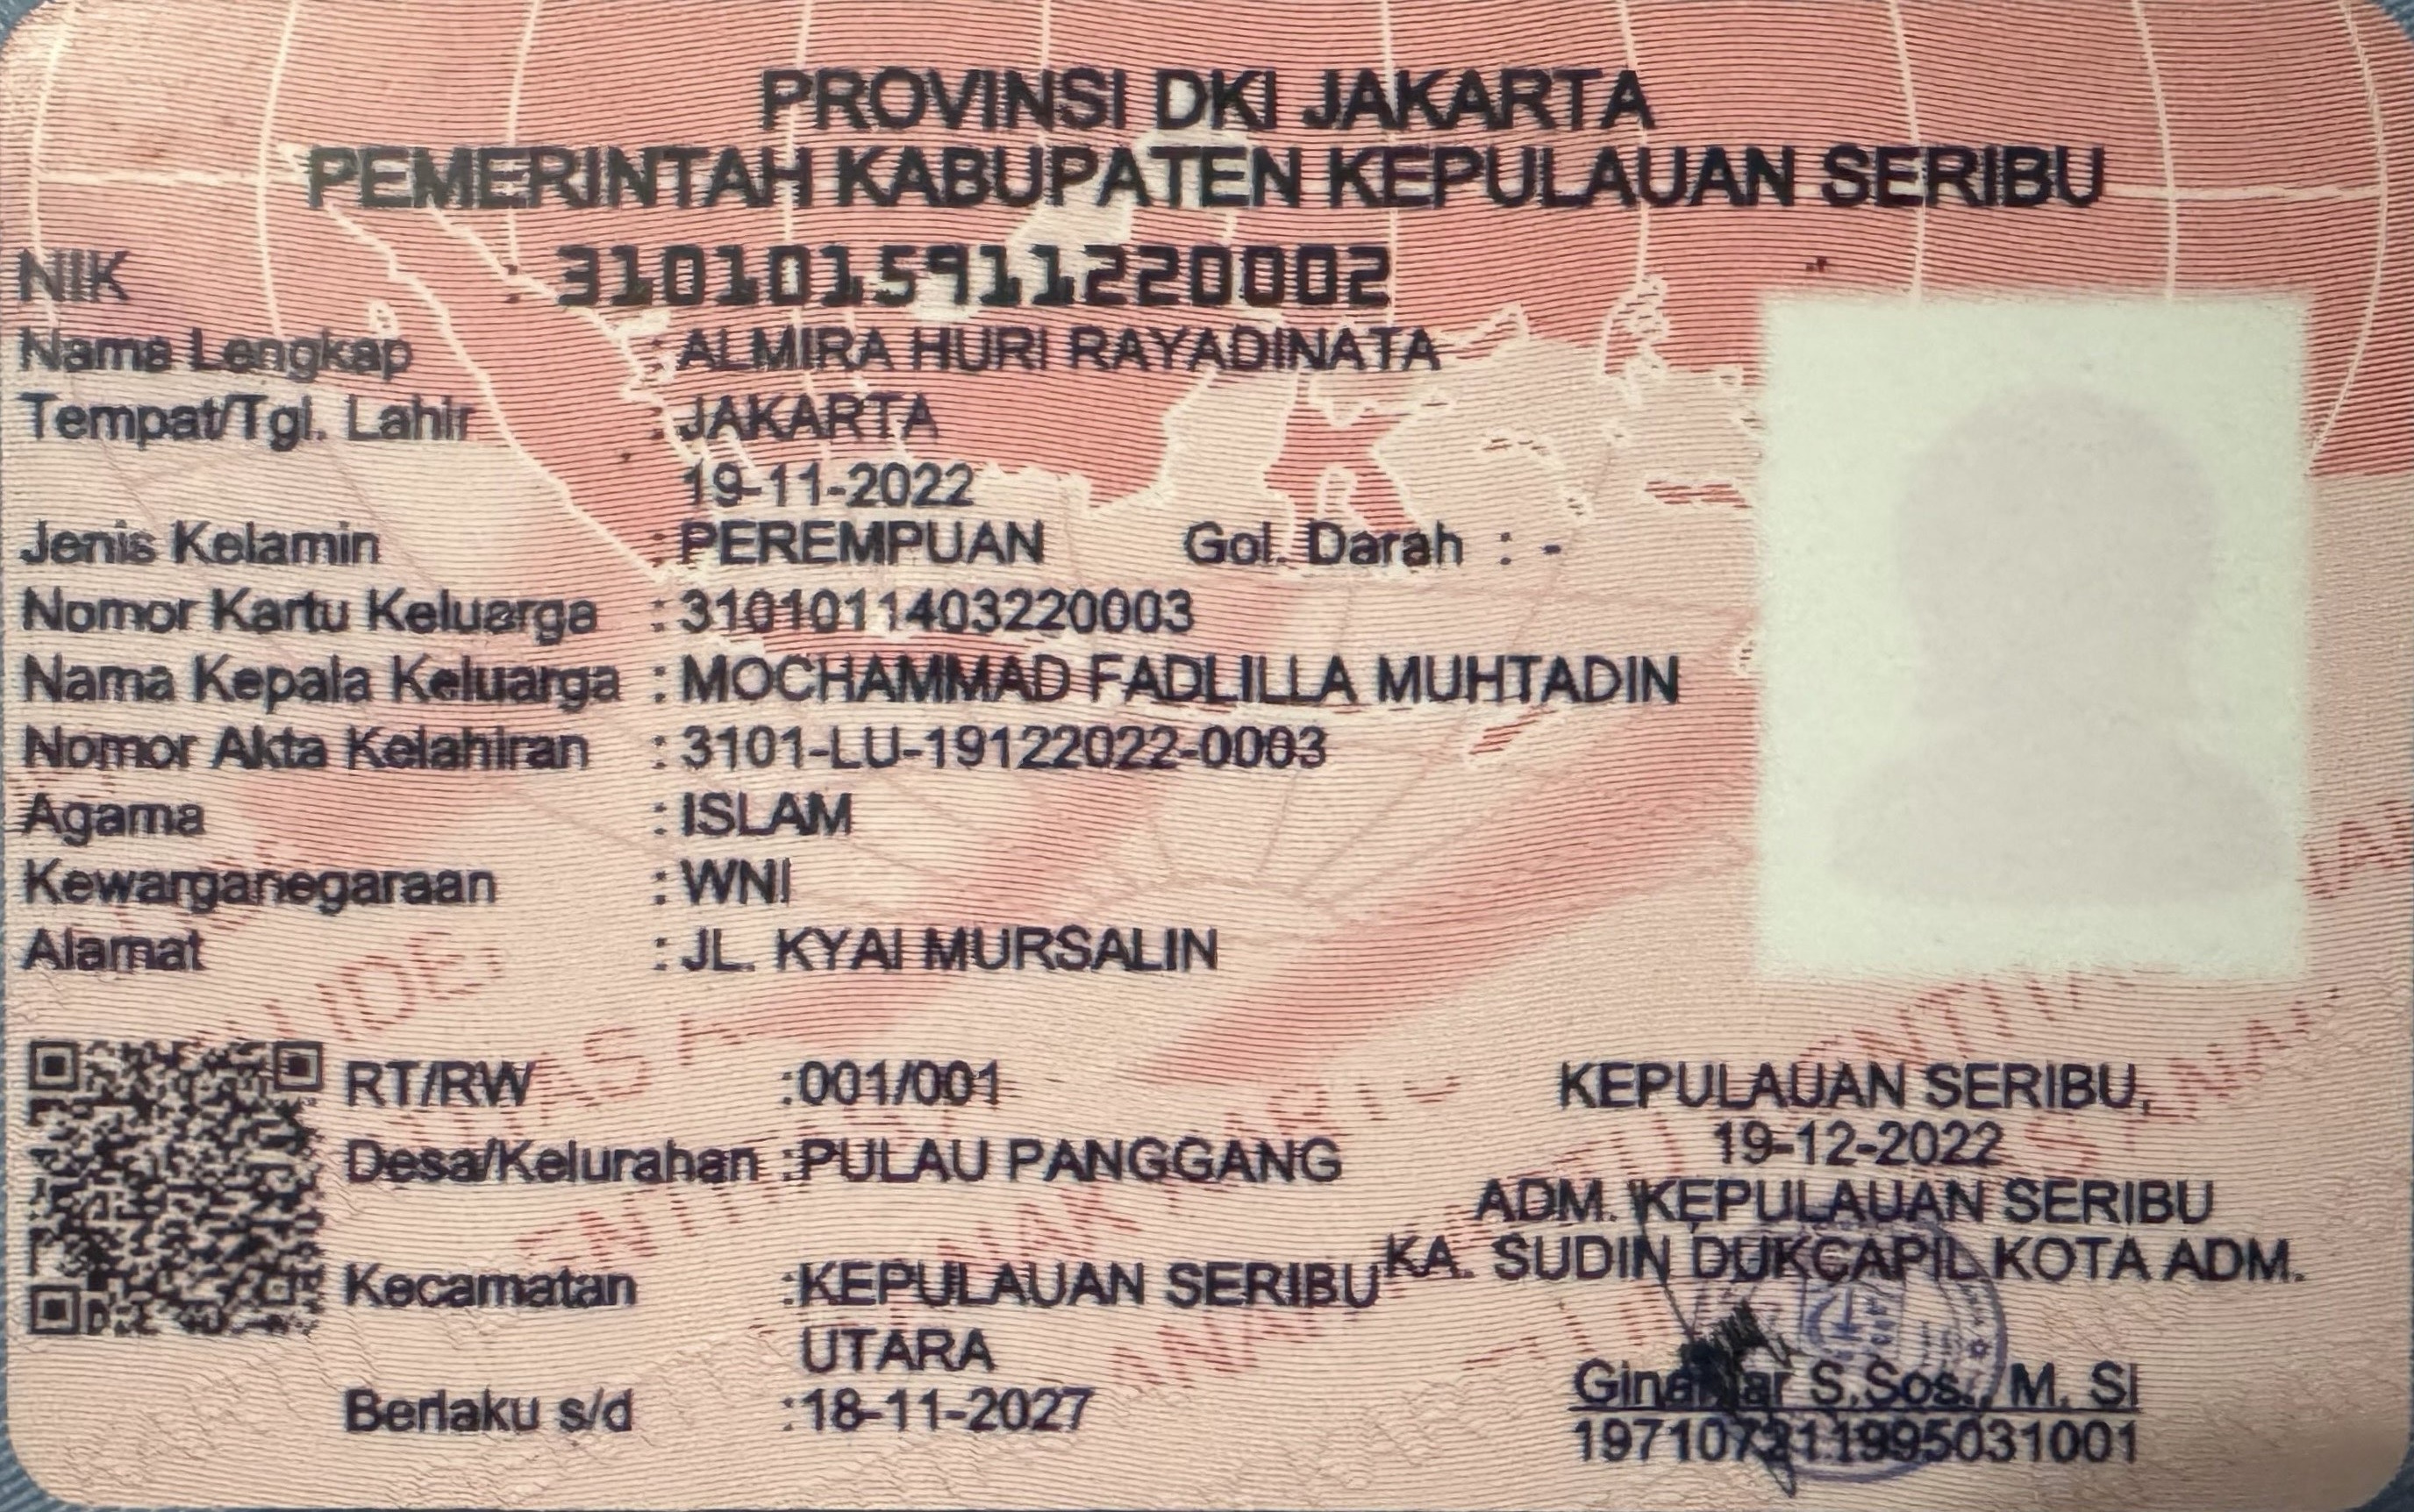 PROVINSI DKI JAKARTA
PEMERINTAH KABUPATEN KEPULAUAN SERIBU
NIK : 3101015911220002
Nama Lengkap : ALMIRA HURI RAYADINATA
Tempat/Tgl. Lahir : JAKARTA
19-11-2022
Jenis Kelamin : PEREMPUAN Gol. Darah : -
Nomor Kartu Keluarga : 3101011403220003
Nama Kepala Keluarga : MOCHAMMAD FADLILLA MUHTADIN
Nomor Akta Kelahiran : 3101-LU-19122022-0003
Agama : ISLAM
Kewarganegaraan : WNI
Alamat : JL. KYAI MURSALIN
RT/RW :001/001
Desa/Kelurahan :PULAU PANGGANG
Kecamatan :KEPULAUAN SERIBU
UTARA
Berlaku s/d :18-11-2027
KEPULAUAN SERIBU,
19-12-2022
ADM. KEPULAUAN SERIBU
KA. SUDIN DUKCAPIL KOTA ADM.
S.Sos., M. SI